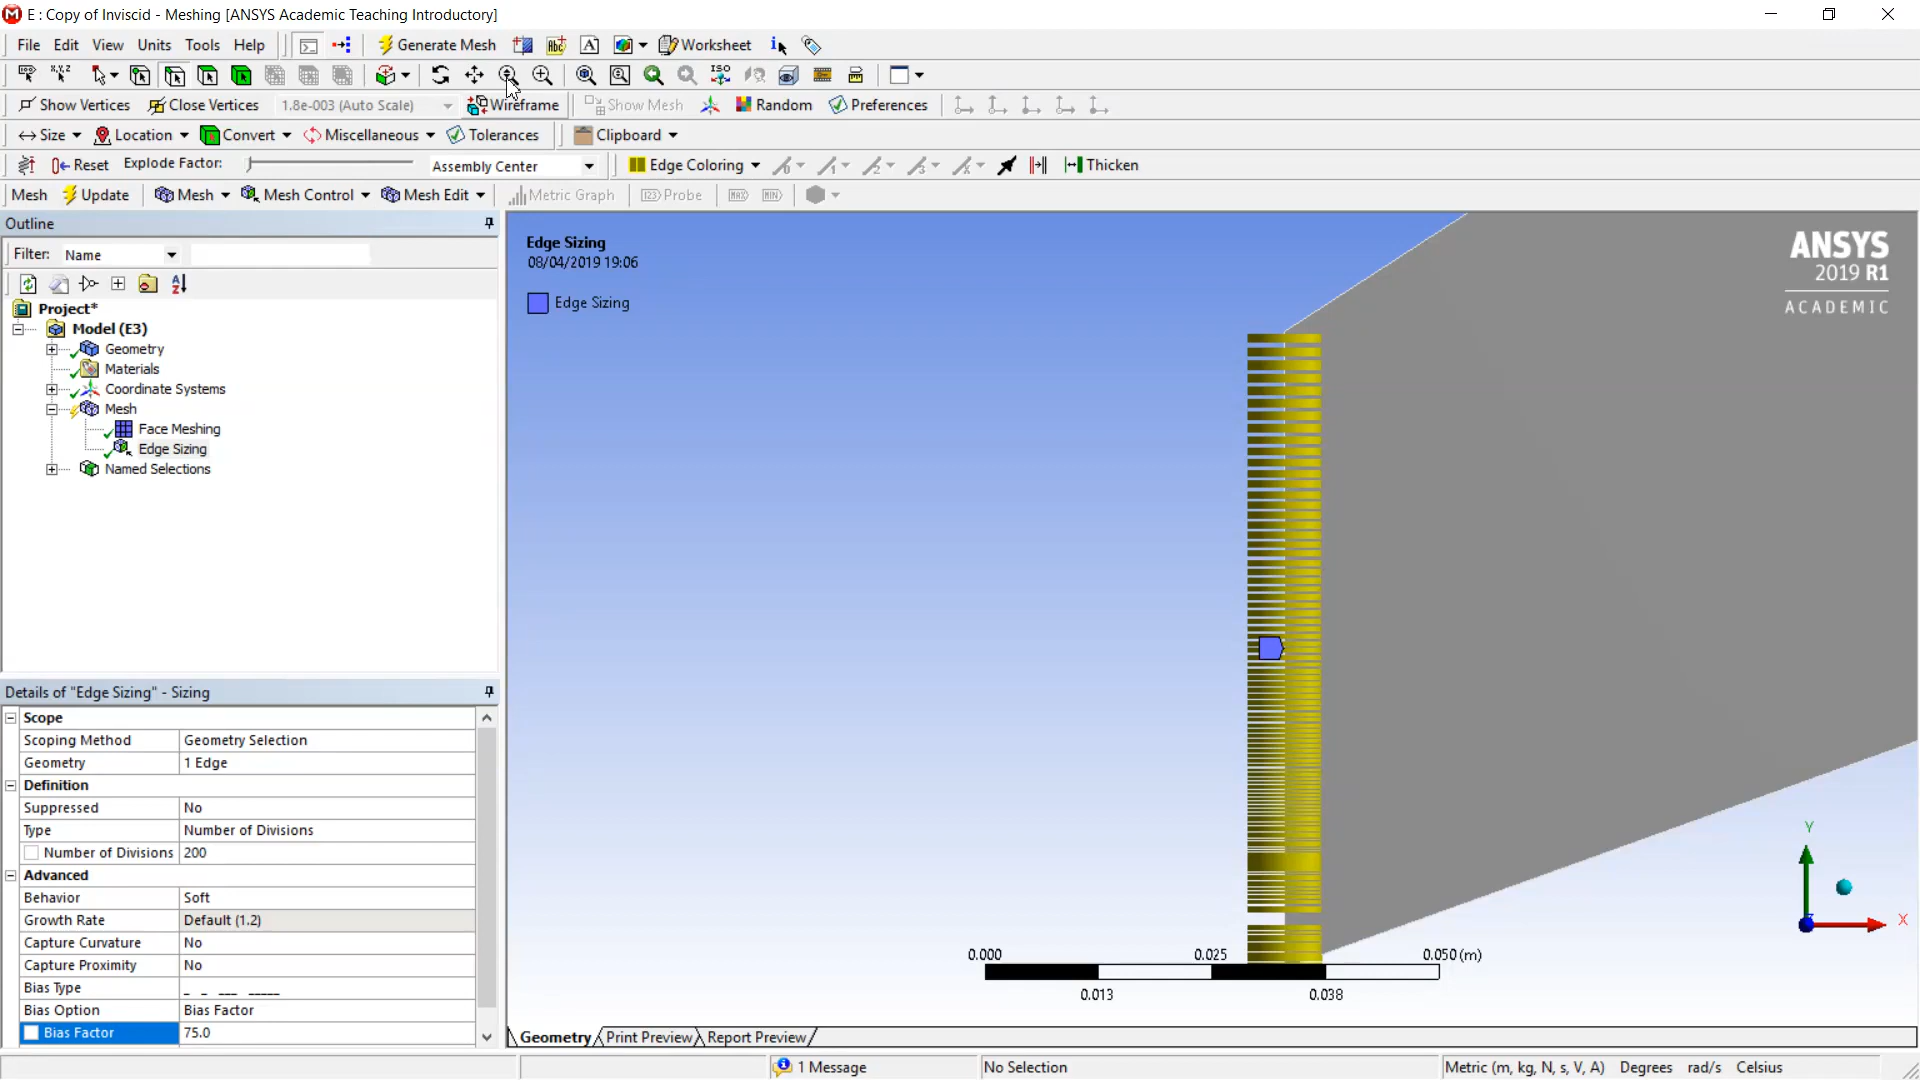 E : Copy of Inviscid - Meshing [ANSYS Academic Teaching Introductory]
File Edit View Units Tools Help Generate Mesh Abc A Worksheet i
ISO
Show Vertices Close Vertices 1.8e-003 (Auto Scale) Wireframe Show Mesh Random Preferences
Size Location Convert Miscellaneous Tolerances Clipboard
Reset Explode Factor: Assembly Center Edge Coloring Thicken
Mesh Update Mesh Mesh Control Mesh Edit Metric Graph Probe MAX MIN
Outline
Filter: Name
Project*
Model (E3)
Geometry
Materials
Coordinate Systems
Mesh
Face Meshing
Edge Sizing
Named Selections
Details of "Edge Sizing" - Sizing
Scope
Scoping Method Geometry Selection
Geometry 1 Edge
Definition
Suppressed No
Type Number of Divisions
Number of Divisions 200
Advanced
Behavior Soft
Growth Rate Default (1.2)
Capture Curvature No
Capture Proximity No
Bias Type _ _ ___ _____
Bias Option Bias Factor
Bias Factor 75.0
Edge Sizing
08/04/2019 19:06
Edge Sizing
ANSYS
2019 R1
ACADEMIC
Y
X
0.000 0.025 0.050 (m)
0.013 0.038
Geometry Print Preview Report Preview
1 Message No Selection Metric (m, kg, N, s, V, A) Degrees rad/s Celsius